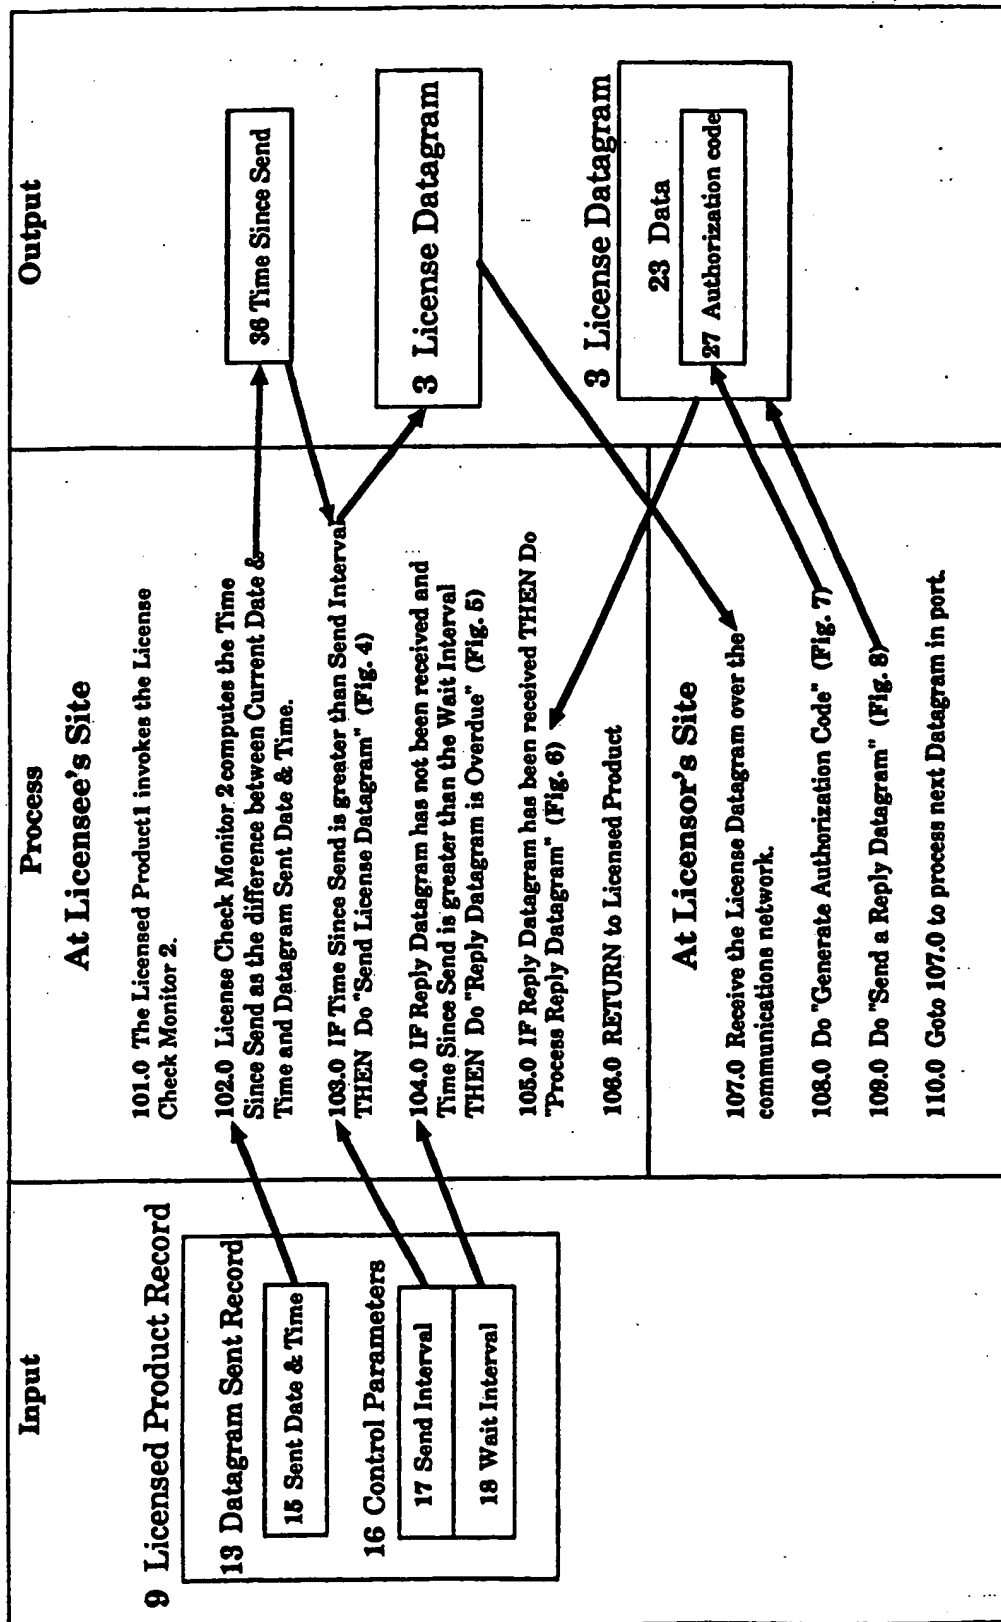 Input
9 Licensed Product Record
13 Datagram Sent Record
15 Sent Date & Time
16 Control Parameters
17 Send Interval
18 Wait Interval
Process
At Licensee's Site
101.0 The Licensed Product 1 invokes the License
Check Monitor 2.
102.0 License Check Monitor 2 computes the Time
Since Send as the difference between Current Date &
Time and Datagram Sent Date & Time.
103.0 IF Time Since Send is greater than Send Interval
THEN Do "Send License Datagram" (Fig. 4)
104.0 IF Reply Datagram has not been received and
Time Since Send is greater than the Wait Interval
THEN Do "Reply Datagram is Overdue" (Fig. 5)
105.0 IF Reply Datagram has been received THEN Do
"Process Reply Datagram" (Fig. 6)
106.0 RETURN to Licensed Product
At Licensor's Site
107.0 Receive the License Datagram over the
communications network.
108.0 Do "Generate Authorization Code" (Fig. 7)
109.0 Do "Send a Reply Datagram" (Fig. 8)
110.0 Goto 107.0 to process next Datagram in port.
Output
36 Time Since Send
3 License Datagram
3 License Datagram
23 Data
27 Authorization code